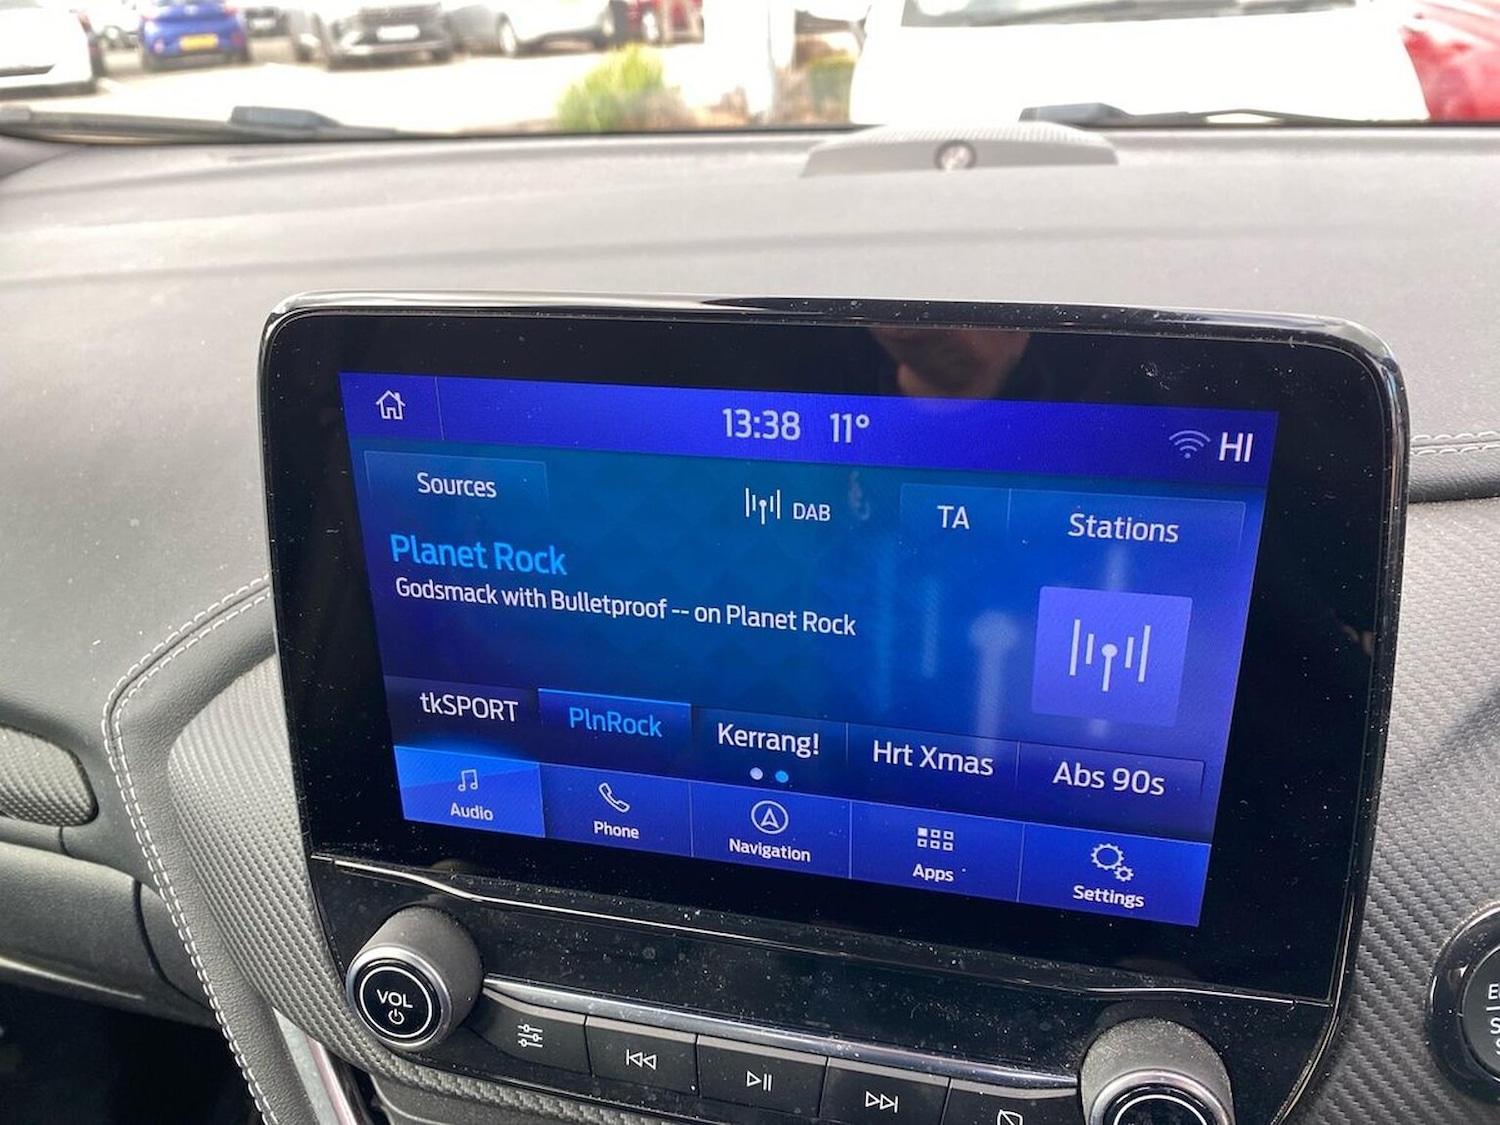 13:38 11° HI
Sources DAB TA Stations
Planet Rock
Godsmack with Bulletproof -- on Planet Rock
tkSPORT PlnRock Kerrang! Hrt Xmas Abs 90s
Audio Phone Navigation Apps Settings
VOL